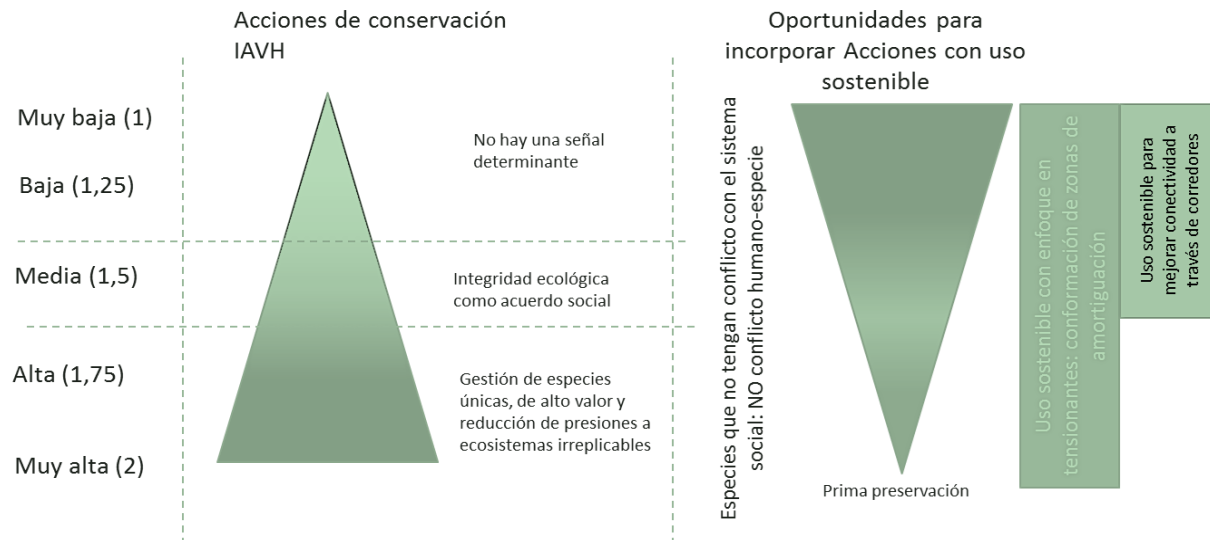 Acciones de conservación
IAVH
Oportunidades para
incorporar Acciones con uso
sostenible
Muy baja (1)
Baja (1,25)
Media (1,5)
Alta (1,75)
Muy alta (2)
No hay una señal
determinante
Integridad ecológica
como acuerdo social
Gestión de especies
únicas, de alto valor y
reducción de presiones a
ecosistemas irreplicables
Especies que no tengan conflicto con el sistema
social: NO conflicto humano-especie
Prima preservación
Uso sostenible con enfoque en
tensionantes: conformación de zonas de
amortiguación
Uso sostenible para
mejorar conectividad a
través de corredores